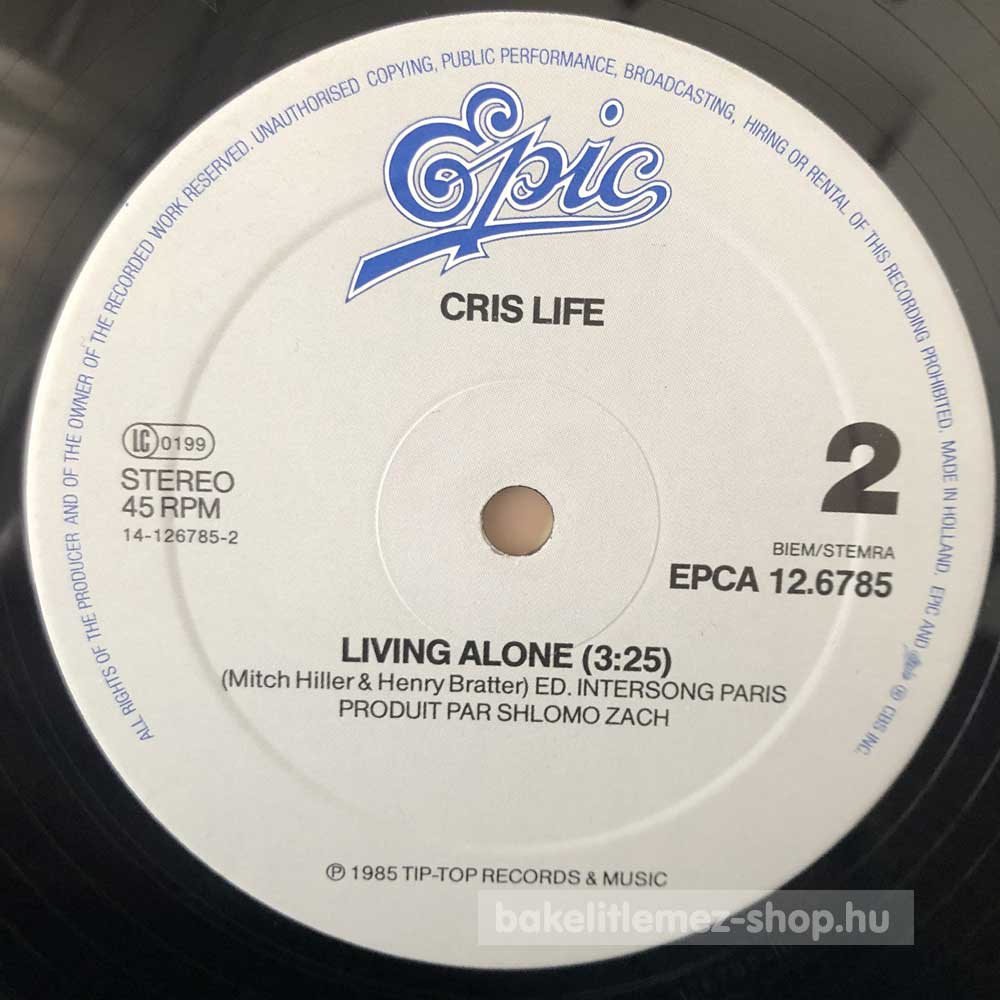 ALL RIGHTS OF THE PRODUCER AND OF THE OWNER OF THE RECORDED WORK RESERVED. UNAUTHORISED COPYING, PUBLIC PERFORMANCE, BROADCASTING, HIRING OR RENTAL OF THIS RECORDING PROHIBITED. MADE IN HOLLAND. EPIC AND Epic ® CBS INC.
Epic
CRIS LIFE
LC 0199
STEREO
45 RPM
14-126785-2
2
BIEM/STEMRA
EPCA 12.6785
LIVING ALONE (3:25)
(Mitch Hiller & Henry Bratter) ED. INTERSONG PARIS
PRODUIT PAR SHLOMO ZACH
℗ 1985 TIP-TOP RECORDS & MUSIC
bakelitlemez-shop.hu